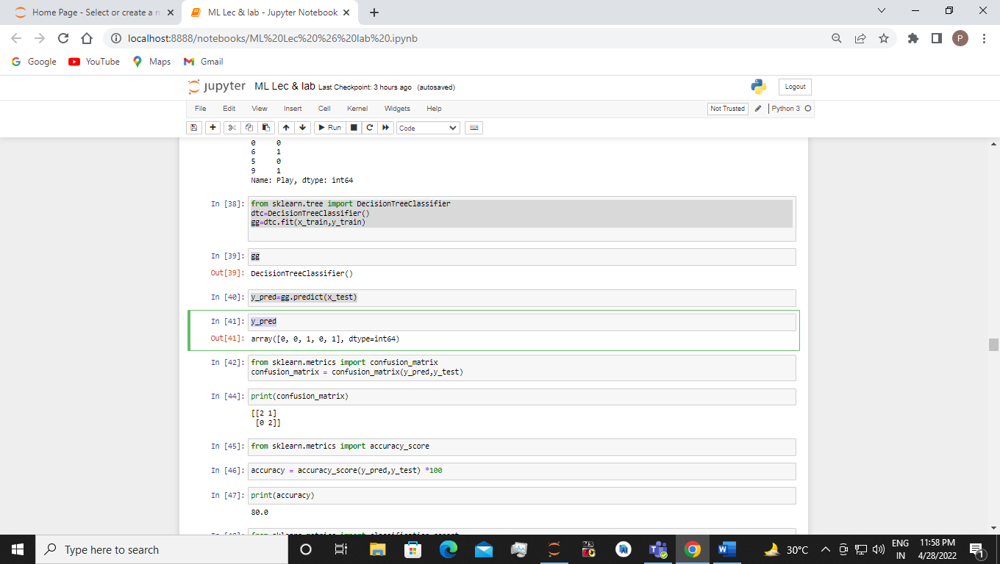 Home Page - Select or create a n
ML Lec & lab - Jupyter Notebook
localhost:8888/notebooks/ML%20Lec%20%26%20lab%20.ipynb
P
Google YouTube Maps Gmail
jupyter ML Lec & lab Last Checkpoint: 3 hours ago (autosaved)
Logout
File Edit View Insert Cell Kernel Widgets Help
Not Trusted
Python 3
Run
Code
0 0
6 1
5 0
9 1
Name: Play, dtype: int64
In [38]: from sklearn.tree import DecisionTreeClassifier
dtc=DecisionTreeClassifier()
gg=dtc.fit(x_train,y_train)
In [39]: gg
Out[39]: DecisionTreeClassifier()
In [40]: y_pred=gg.predict(x_test)
In [41]: y_pred
Out[41]: array([0, 0, 1, 0, 1], dtype=int64)
In [42]: from sklearn.metrics import confusion_matrix
confusion_matrix = confusion_matrix(y_pred,y_test)
In [44]: print(confusion_matrix)
[[2 1]
[0 2]]
In [45]: from sklearn.metrics import accuracy_score
In [46]: accuracy = accuracy_score(y_pred,y_test) *100
In [47]: print(accuracy)
80.0
Type here to search
30°C
ENG
IN
11:58 PM
4/28/2022
1